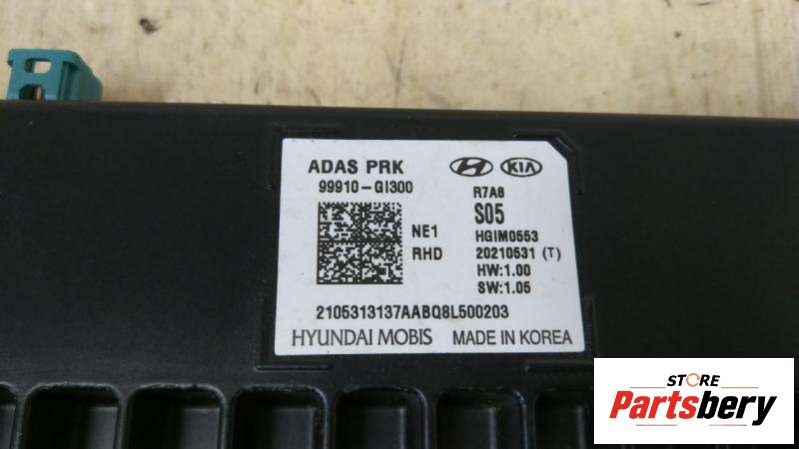 ADAS PRK
99910-GI300
KIA
R7A8
S05
NE1
HGIM0553
RHD
20210531 (T)
HW:1.00
SW:1.05
2105313137AABQ8L500203
HYUNDAI MOBIS MADE IN KOREA
STORE
Partsbery